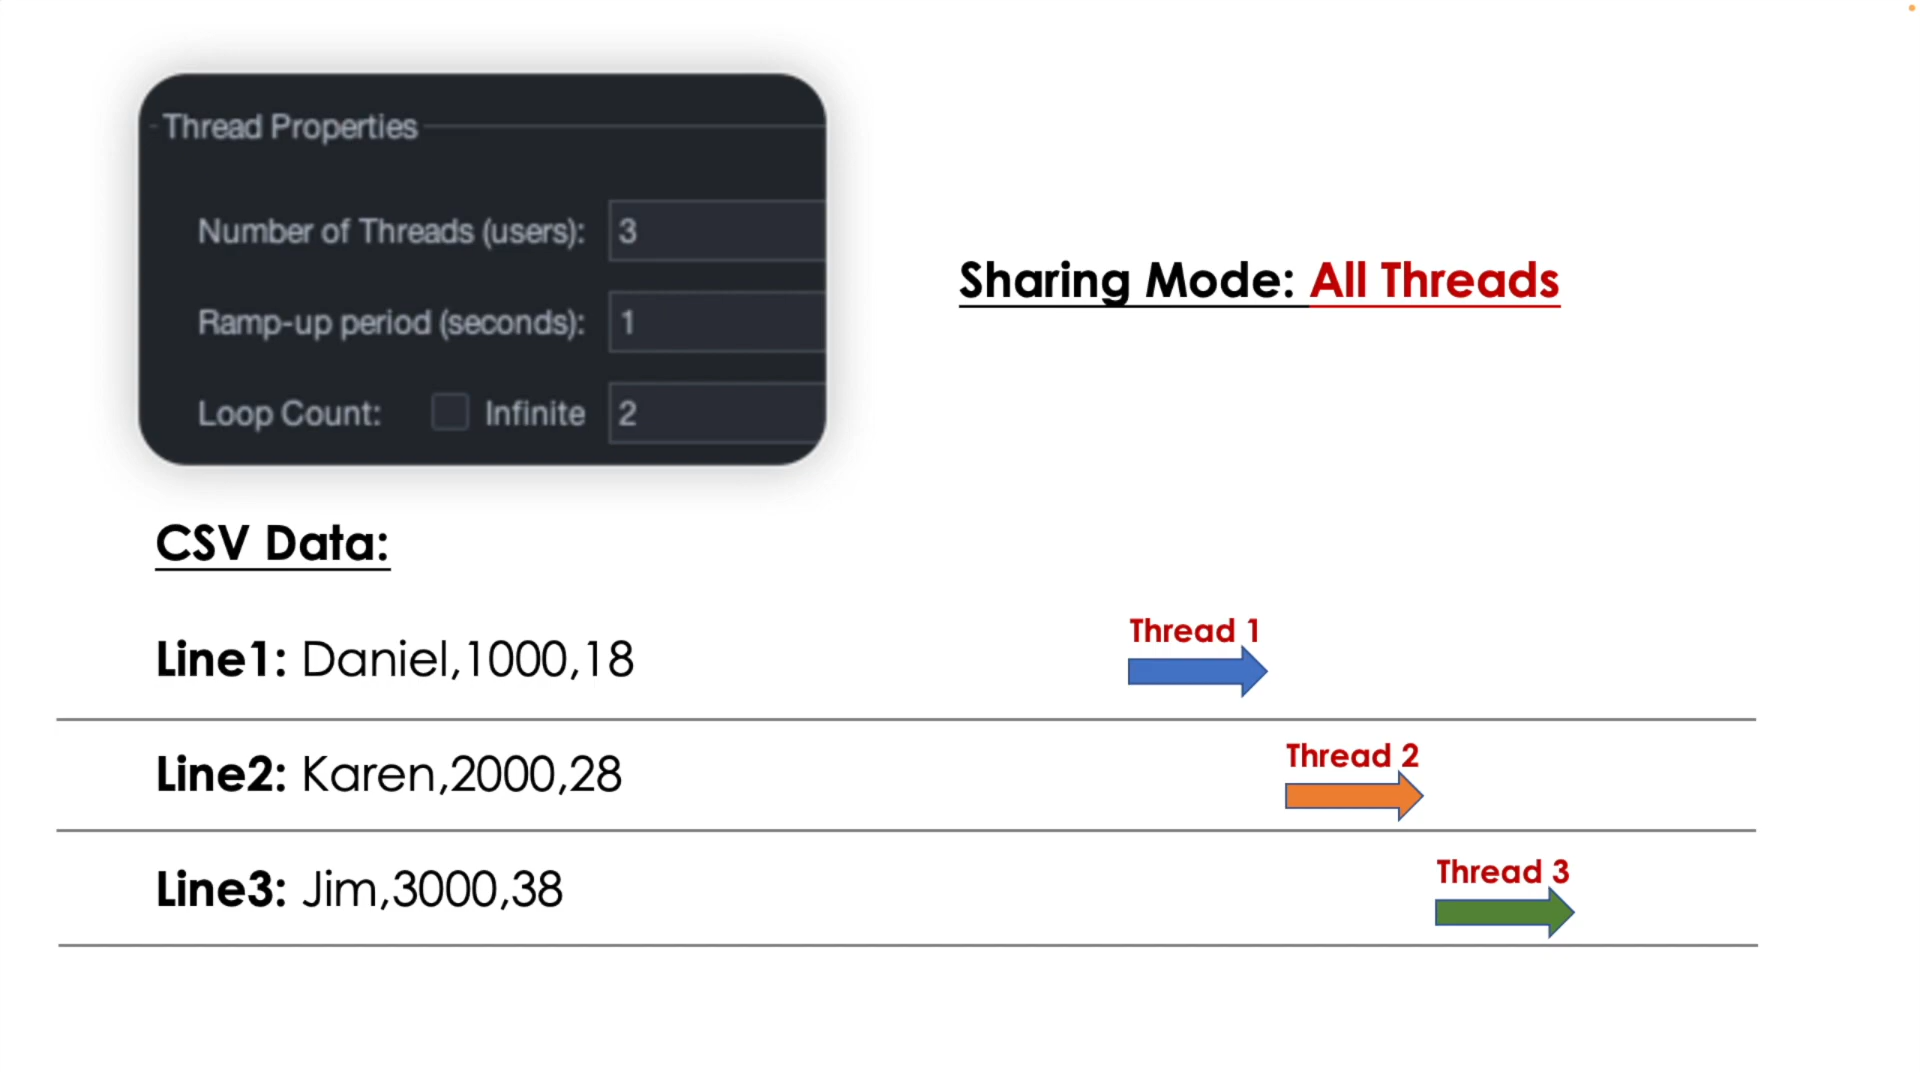 Thread Properties
Number of Threads (users): 3
Ramp-up period (seconds): 1
Loop Count: Infinite 2
Sharing Mode: All Threads
CSV Data:
Line1: Daniel,1000,18
Thread 1
Line2: Karen,2000,28
Thread 2
Line3: Jim,3000,38
Thread 3